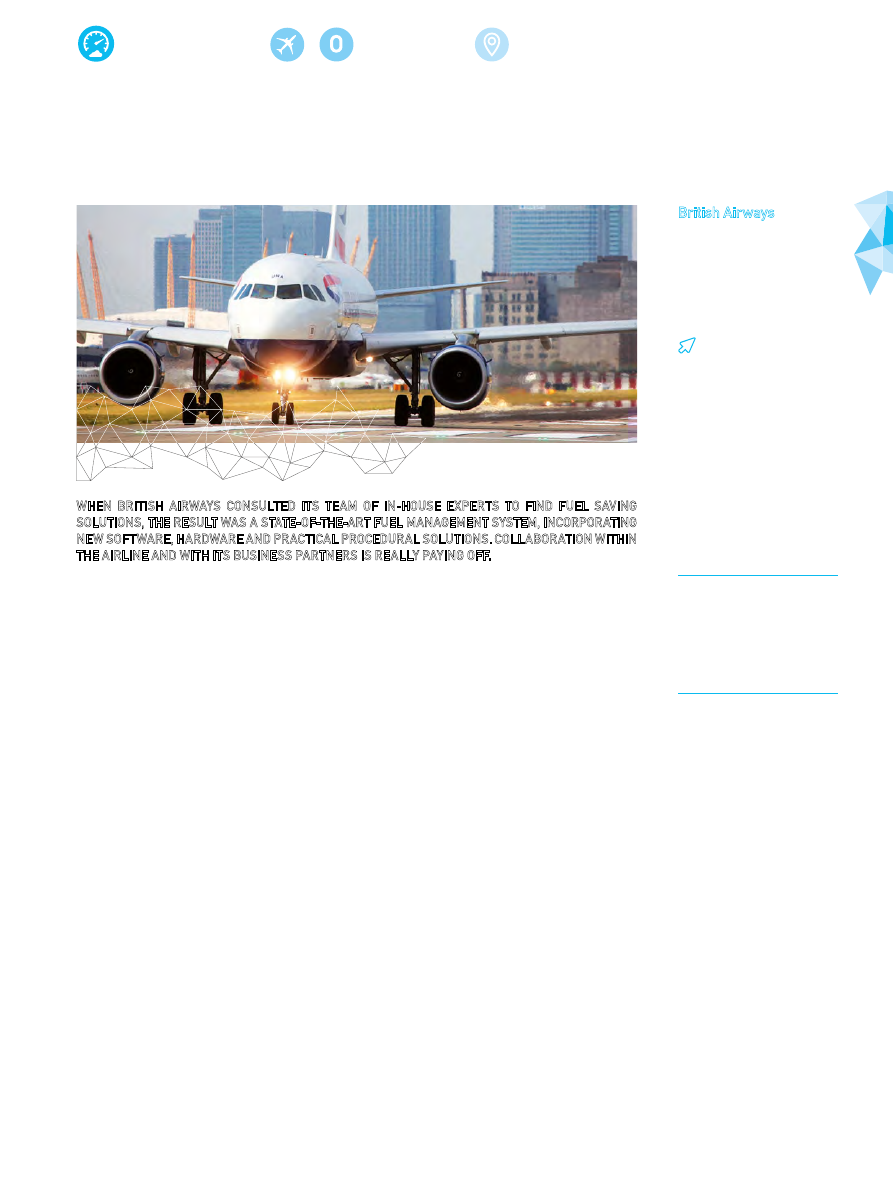 0
British Airways
WHEN BRITISH AIRWAYS CONSULTED ITS TEAM OF IN-HOUSE EXPERTS TO FIND FUEL SAVING
SOLUTIONS, THE RESULT WAS A STATE-OF-THE-ART FUEL MANAGEMENT SYSTEM, INCORPORATING
NEW SOFTWARE, HARDWARE AND PRACTICAL PROCEDURAL SOLUTIONS. COLLABORATION WITHIN
THE AIRLINE AND WITH ITS BUSINESS PARTNERS IS REALLY PAYING OFF.